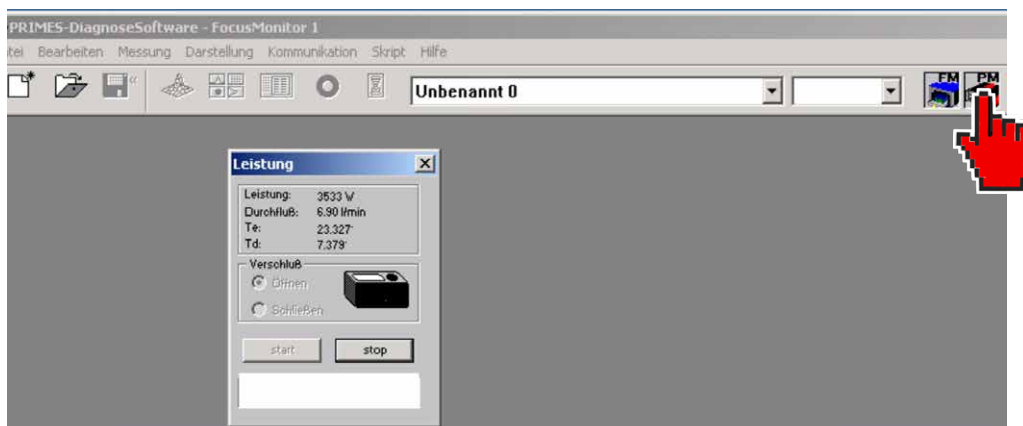 PRIMES-DiagnoseSoftware - FocusMonitor 1
tei Bearbeiten Messung Darstellung Kommunikation Skript Hilfe
Unbenannt 0
FM PM
Leistung
Leistung: 3533 W
Durchfluß: 6.90 l/min
Te: 23.327°
Td: 7.379°
Verschluß
Öffnen
Schließen
start stop